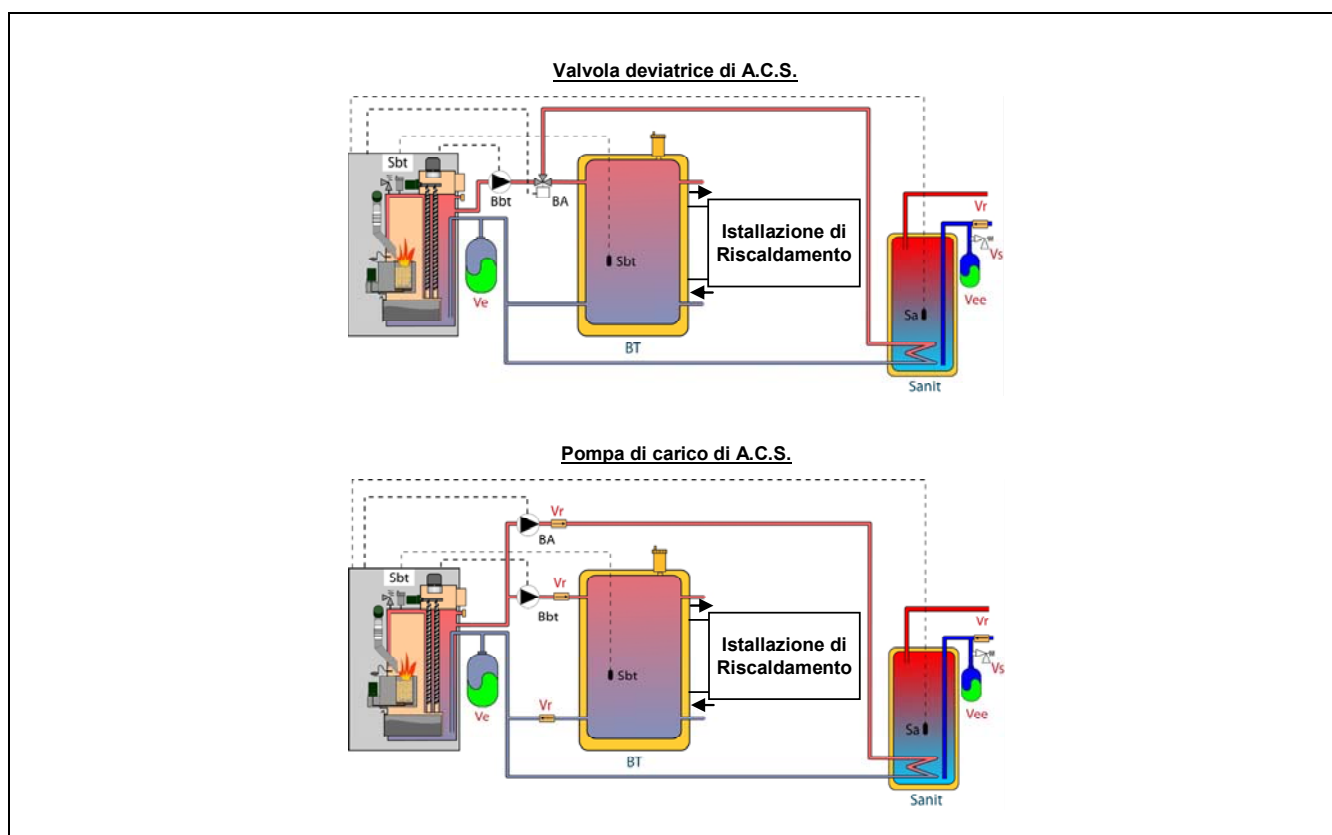 Valvola deviatrice di A.C.S.
Sbt
Bbt
BA
Sbt
Istallazione di
Riscaldamento
Vr
Vs
Ve
Vee
Sa
BT
Sanit
Pompa di carico di A.C.S.
Vr
BA
Sbt
Vr
Bbt
Istallazione di
Riscaldamento
Vr
Sbt
Vs
Ve
Vr
Vee
Sa
BT
Sanit